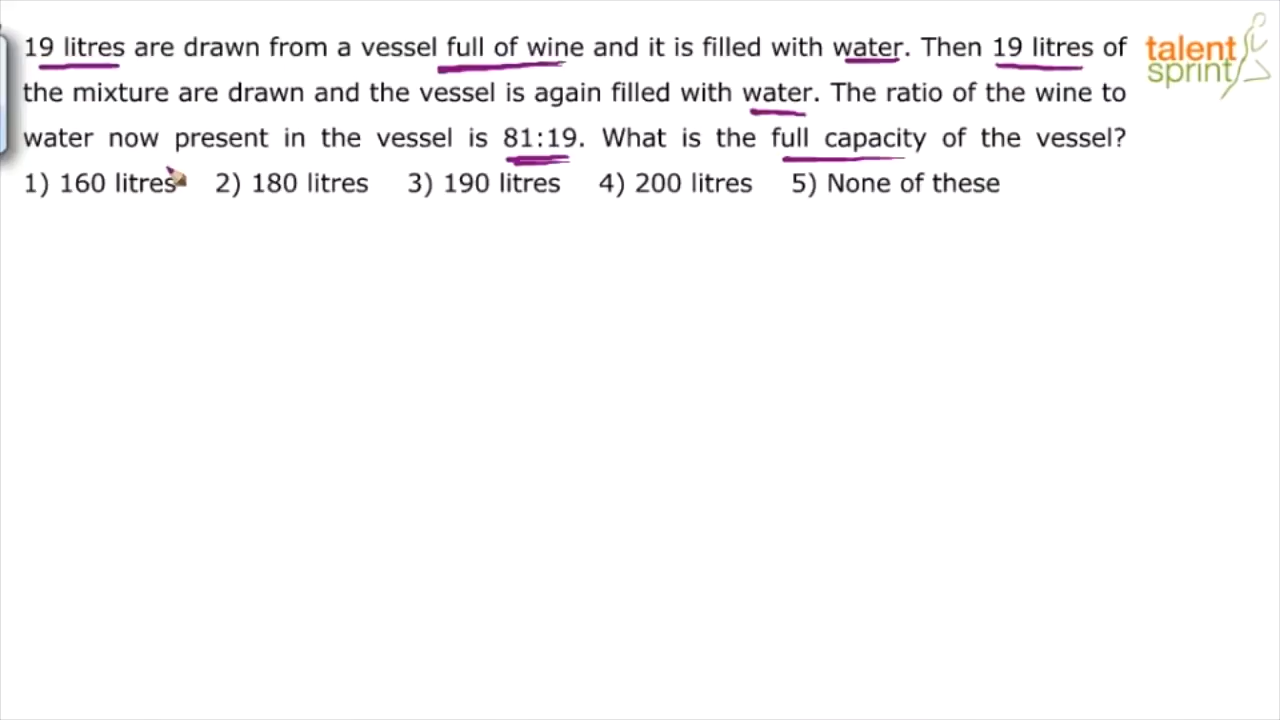 19 litres are drawn from a vessel full of wine and it is filled with water. Then 19 litres of
the mixture are drawn and the vessel is again filled with water. The ratio of the wine to
water now present in the vessel is 81:19. What is the full capacity of the vessel?
1) 160 litres 2) 180 litres 3) 190 litres 4) 200 litres 5) None of these
talent
sprint